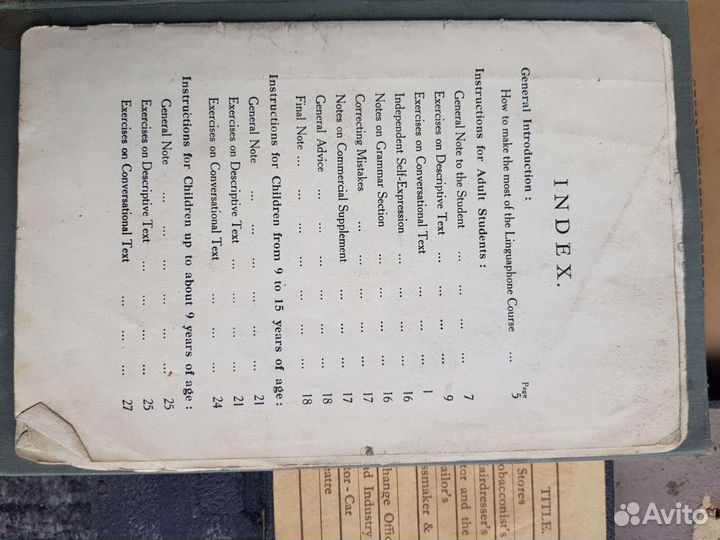 INDEX.
Page
General Introduction :
How to make the most of the Linguaphone Course ... 5
Instructions for Adult Students :
General Note to the Student ... ... ... 7
Exercises on Descriptive Text ... ... ... 9
Exercises on Conversational Text ... ... ... 1
Independent Self-Expression ... ... ... 16
Notes on Grammar Section ... ... ... 16
Correcting Mistakes ... ... ... ... 17
Notes on Commercial Supplement ... ... ... 17
General Advice ... ... ... ... ... 18
Final Note ... ... ... ... ... ... 18
Instructions for Children from 9 to 15 years of age :
General Note ... ... ... ... ... 21
Exercises on Descriptive Text ... ... ... 21
Exercises on Conversational Text ... ... ... 24
Instructions for Children up to about 9 years of age :
General Note ... ... ... ... ... 25
Exercises on Descriptive Text ... ... ... 25
Exercises on Conversational Text ... ... ... 27
TITLE.
Stores
obacconist's
airdresser's
tor and the
ailor's
ssmaker &
change Offic
nd Industry
tor - Car
eatre
Avito